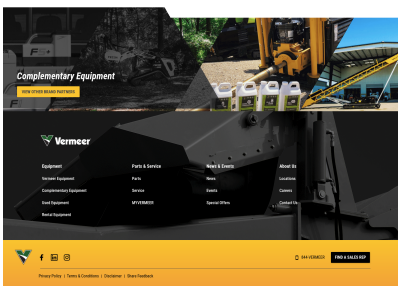 Complementary Equipment
VIEW OTHER BRAND PARTNERS
Vermeer
Equipment
Parts & Service
News & Events
About Us
Vermeer Equipment
Parts
News
Locations
Complementary Equipment
Service
Events
Careers
Used Equipment
MYVERMEER
Special Offers
Contact Us
Rental Equipment
844-VERMEER
FIND A SALES REP
Privacy Policy | Terms & Conditions | Disclaimer | Share Feedback